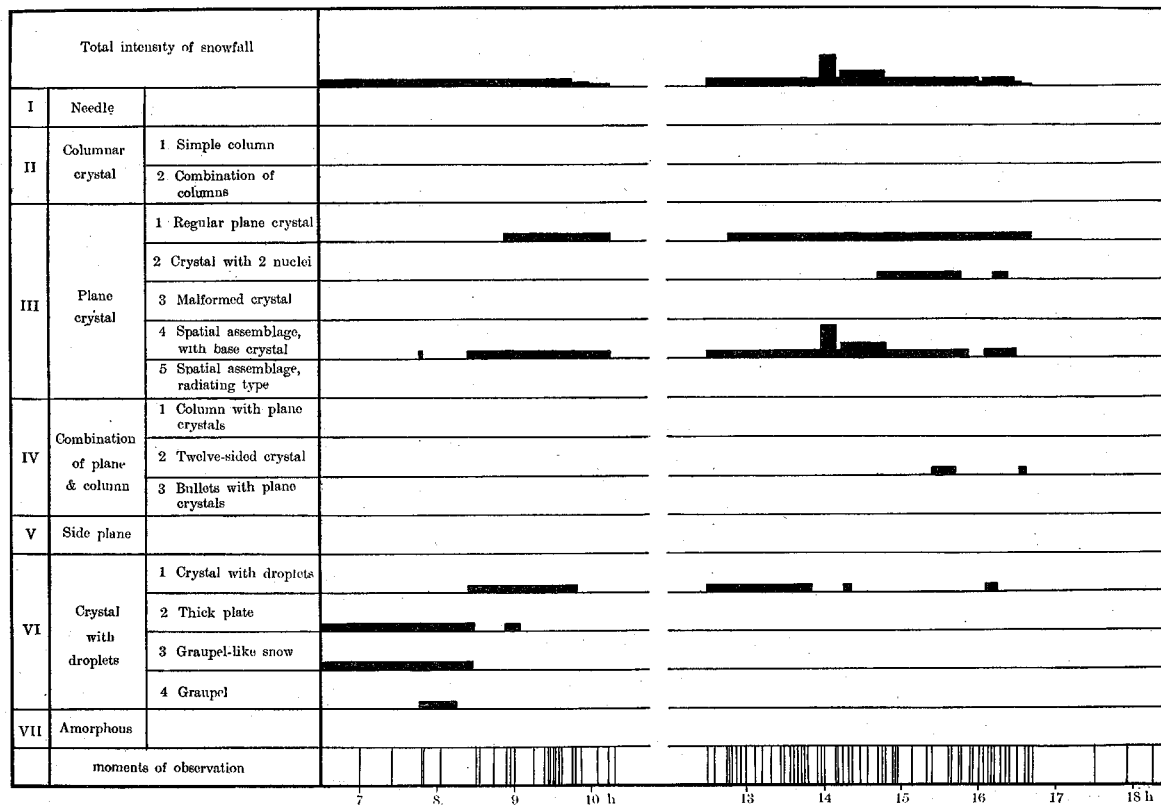 Total intensity of snowfall
I Needle
II Columnar crystal
1 Simple column
2 Combination of columns
III Plane crystal
1 Regular plane crystal
2 Crystal with 2 nuclei
3 Malformed crystal
4 Spatial assemblage, with base crystal
5 Spatial assemblage, radiating type
IV Combination of plane & column
1 Column with plane crystals
2 Twelve-sided crystal
3 Bullets with plane crystals
V Side plane
VI Crystal with droplets
1 Crystal with droplets
2 Thick plate
3 Graupel-like snow
4 Graupel
VII Amorphous
moments of observation
7 8 9 10 h 13 14 15 16 17 18 h